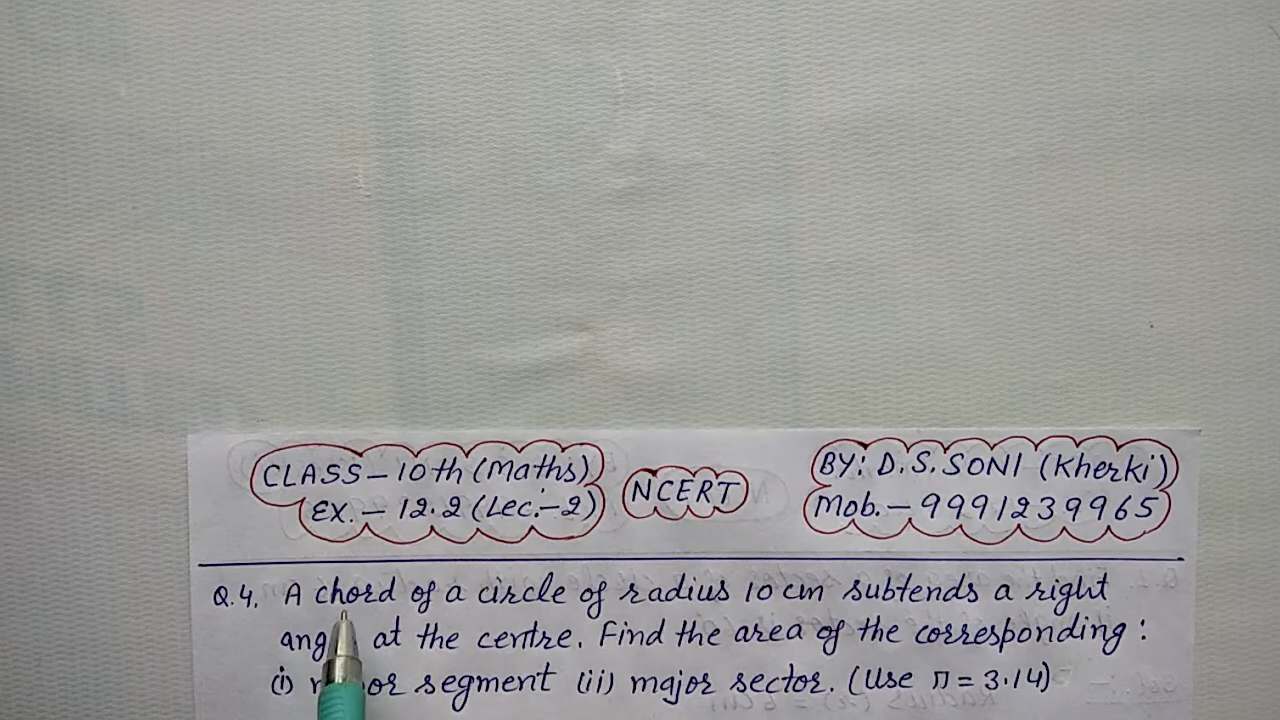 CLASS – 10th (Maths)
EX. – 12.2 (Lec:-2)
NCERT
BY: D.S.SONI (Kherki)
Mob. – 9991239965
Q.4. A chord of a circle of radius 10 cm subtends a right
at the centre. Find the area of the corresponding :
(i) segment (ii) major sector. (Use π = 3.14)